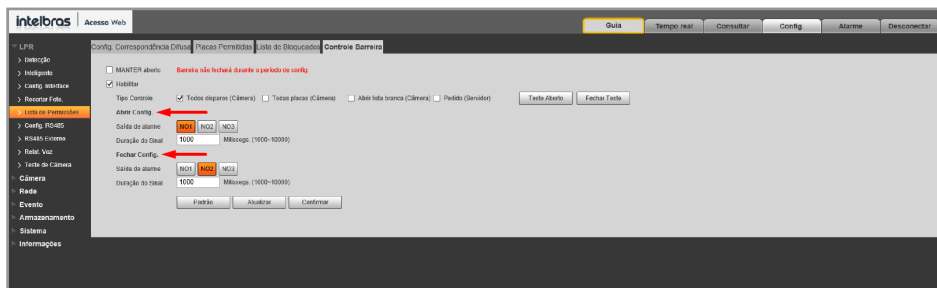 intelbras Acesso Web
Guia Tempo real Consultar Config. Alarme Desconectar
LPR
Config. Correspondência Difusa Placas Permitidas Lista de Bloqueados Controle Barreira
> Detecção
> Inteligente
> Config. Interface
> Recortar Foto.
> Lista de Permissões
> Config. RS485
> RS485 Externo
> Relat. Voz
> Teste de Câmera
Câmera
Rede
Evento
Armazenamento
Sistema
Informações
MANTER aberto Barreira não fechará durante o período de config.
Habilitar
Tipo Controle Todos disparos (Câmera) Todas placas (Câmera) Abrir lista branca (Câmera) Pedido (Servidor) Teste Aberto Fechar Teste
Abrir Config.
Saída de alarme NO1 NO2 NO3
Duração do Sinal 1000 Milissegs. (1000~10000)
Fechar Config.
Saída de alarme NO1 NO2 NO3
Duração do Sinal 1000 Milissegs. (1000~10000)
Padrão Atualizar Confirmar